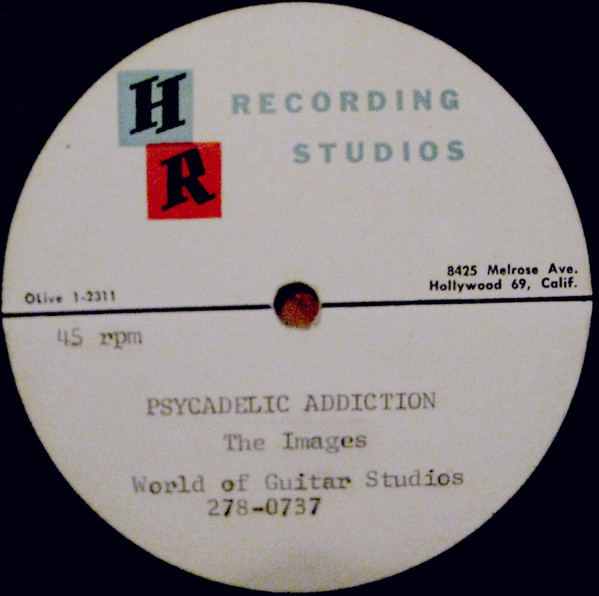 H RECORDING
R STUDIOS
8425 Melrose Ave.
OLive 1-2311 Hollywood 69, Calif.
45 rpm
PSYCADELIC ADDICTION
The Images
World of Guitar Studios
278-0737